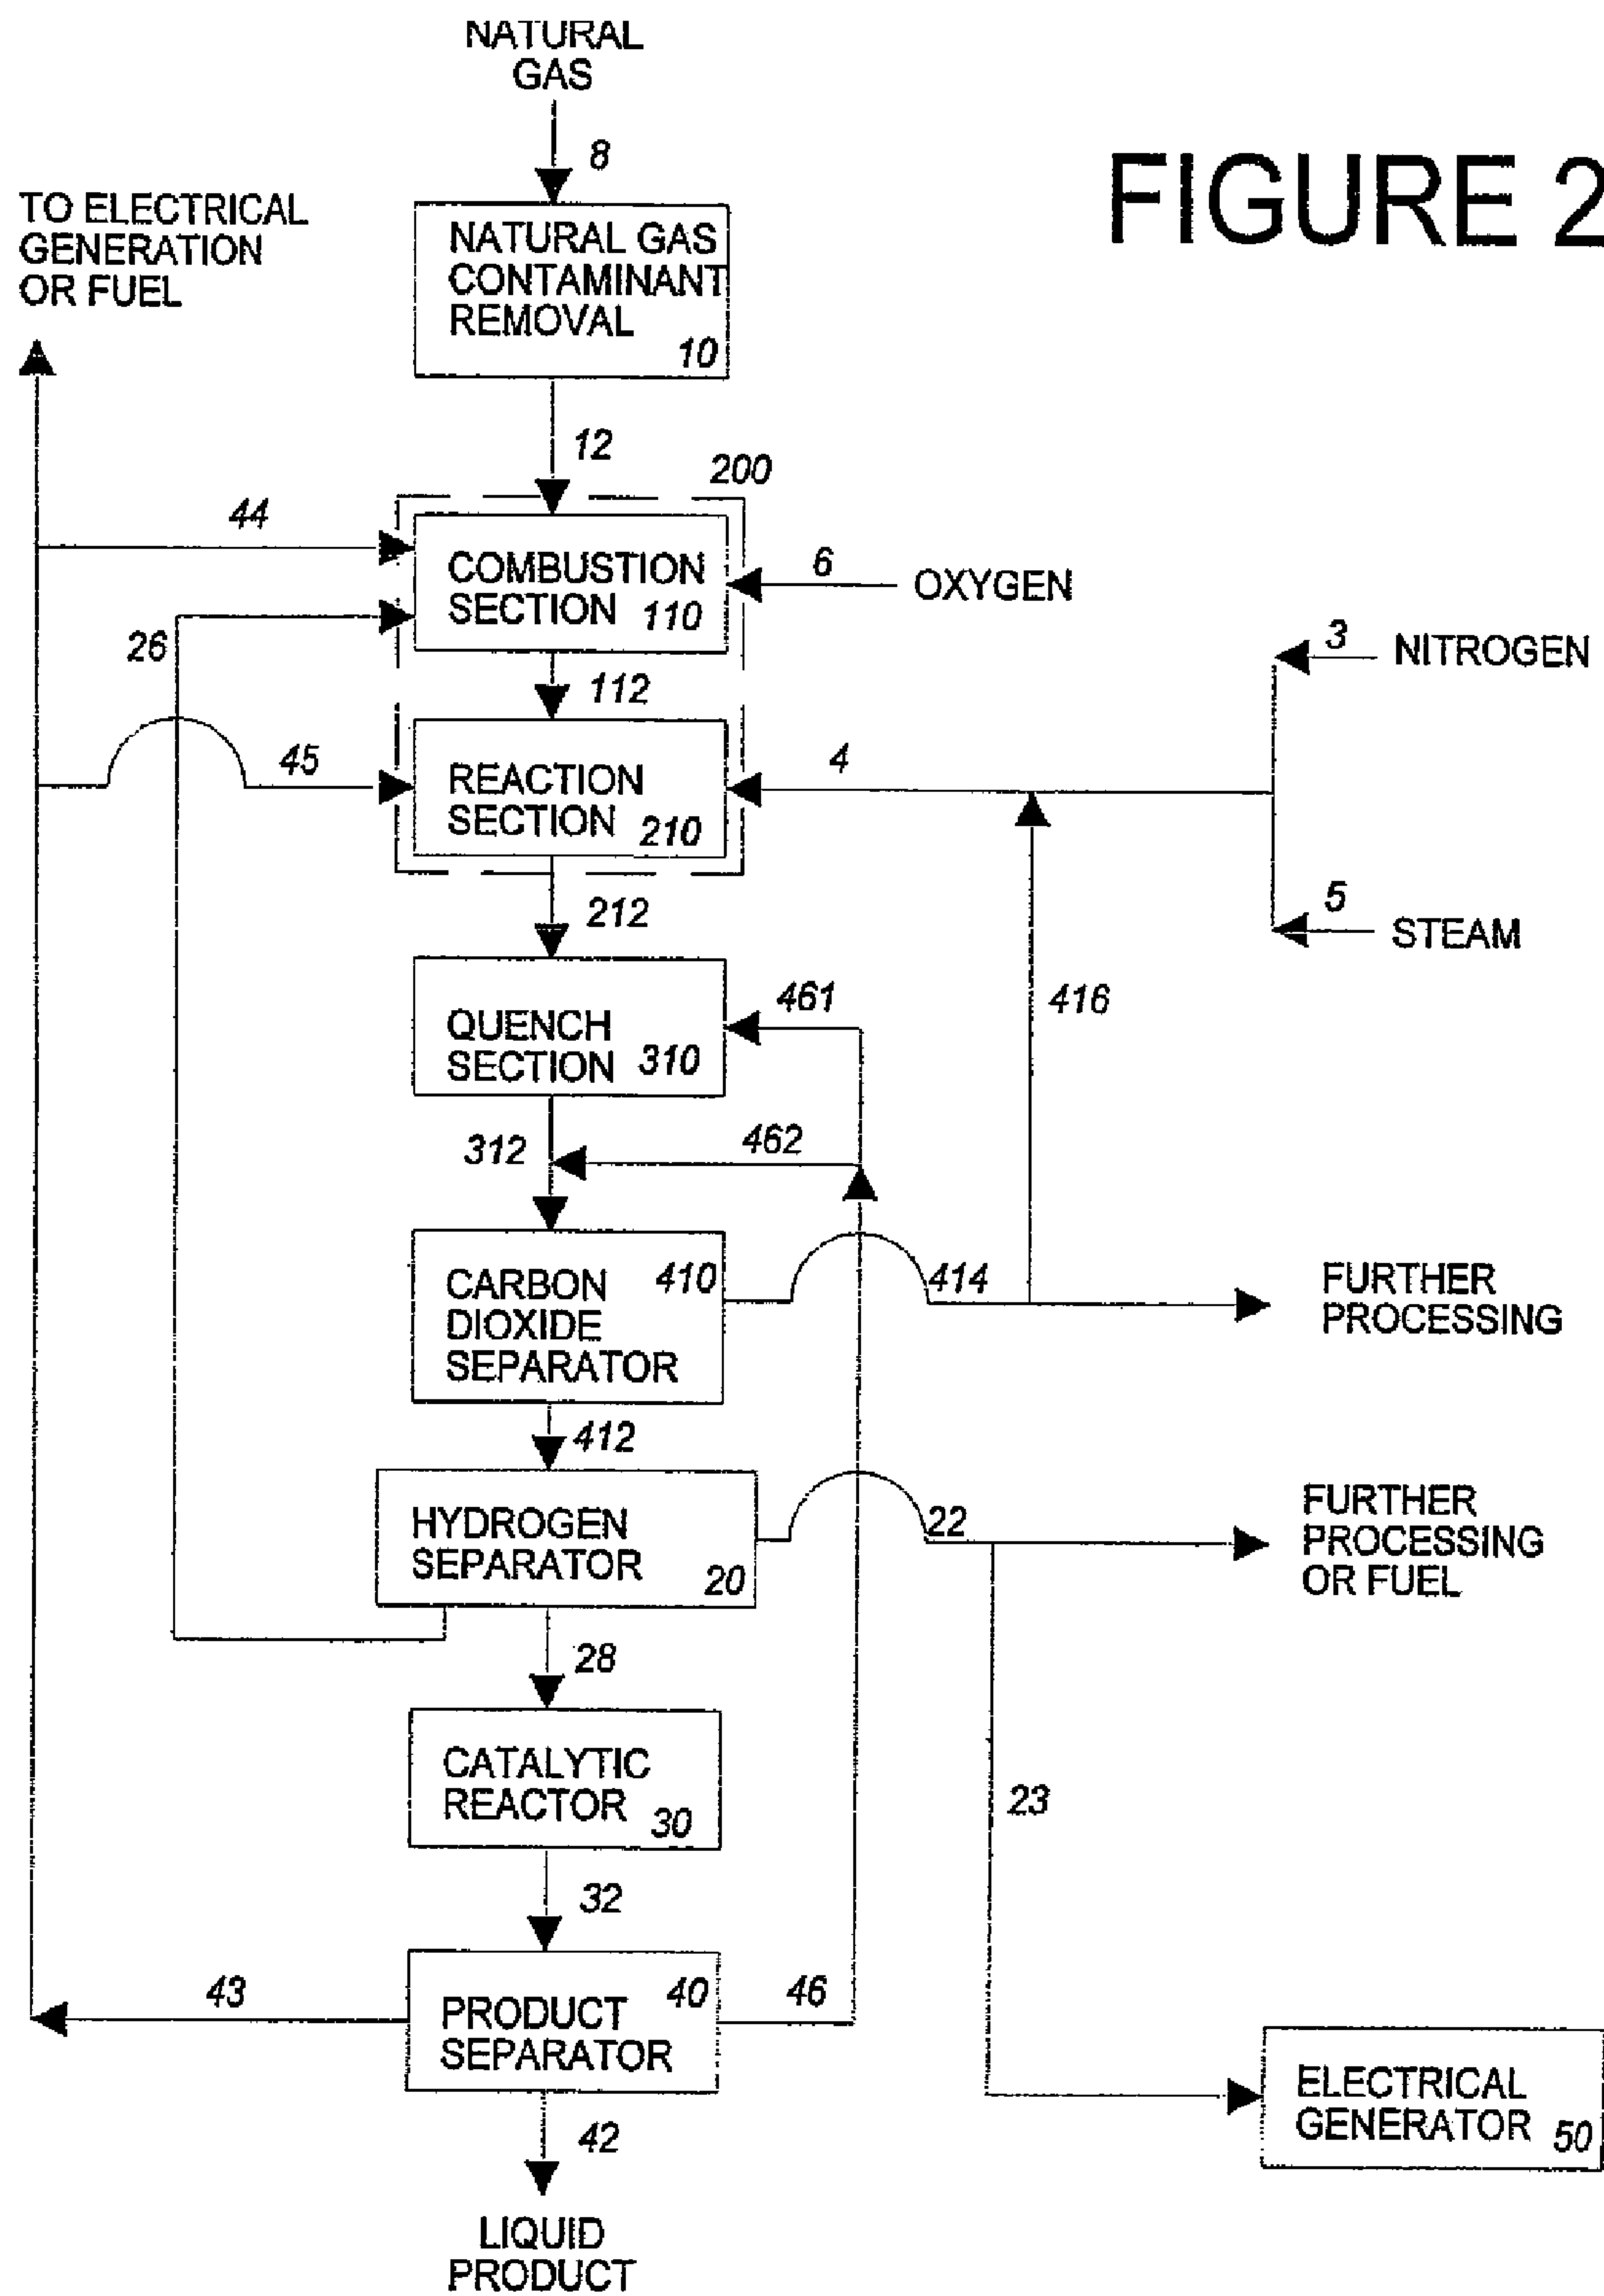 NATURAL
GAS
8
FIGURE 2
TO ELECTRICAL
GENERATION
OR FUEL
NATURAL GAS
CONTAMINANT
REMOVAL
10
12
200
44
COMBUSTION
SECTION 110
6
OXYGEN
26
3
NITROGEN
112
45
REACTION
SECTION 210
4
212
5
STEAM
461
416
QUENCH
SECTION 310
312
462
CARBON
DIOXIDE
SEPARATOR
410
414
FURTHER
PROCESSING
412
HYDROGEN
SEPARATOR
20
22
FURTHER
PROCESSING
OR FUEL
28
CATALYTIC
REACTOR
30
23
32
43
PRODUCT
SEPARATOR
40
46
ELECTRICAL
GENERATOR 50
42
LIQUID
PRODUCT